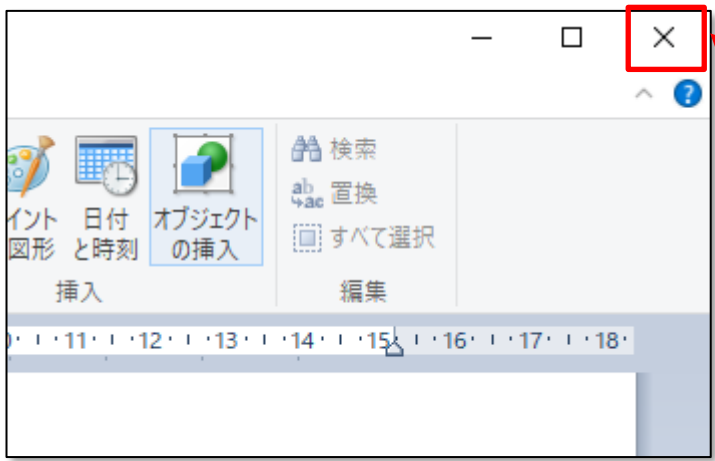 検索
置換
すべて選択
イント 日付 オブジェクト
図形 と時刻 の挿入
挿入 編集
11 12 13 14 15 16 17 18